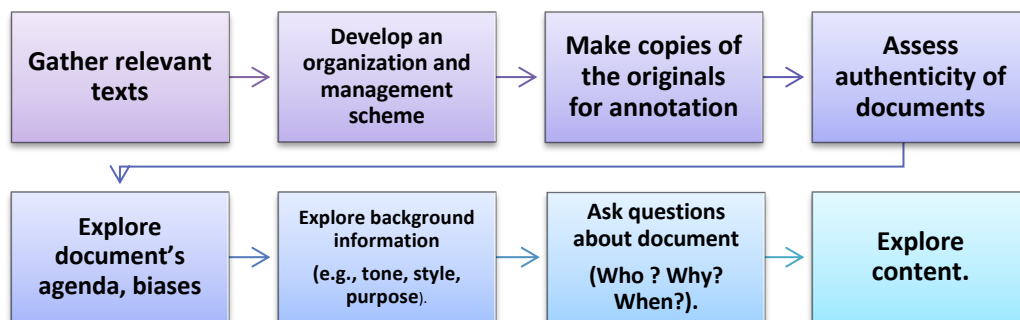 Gather relevant
texts
Develop an
organization and
management
scheme
Make copies of
the originals
for annotation
Assess
authenticity of
documents
Explore
document’s
agenda, biases
Explore background
information
(e.g., tone, style,
purpose).
Ask questions
about document
(Who ? Why?
When?).
Explore
content.